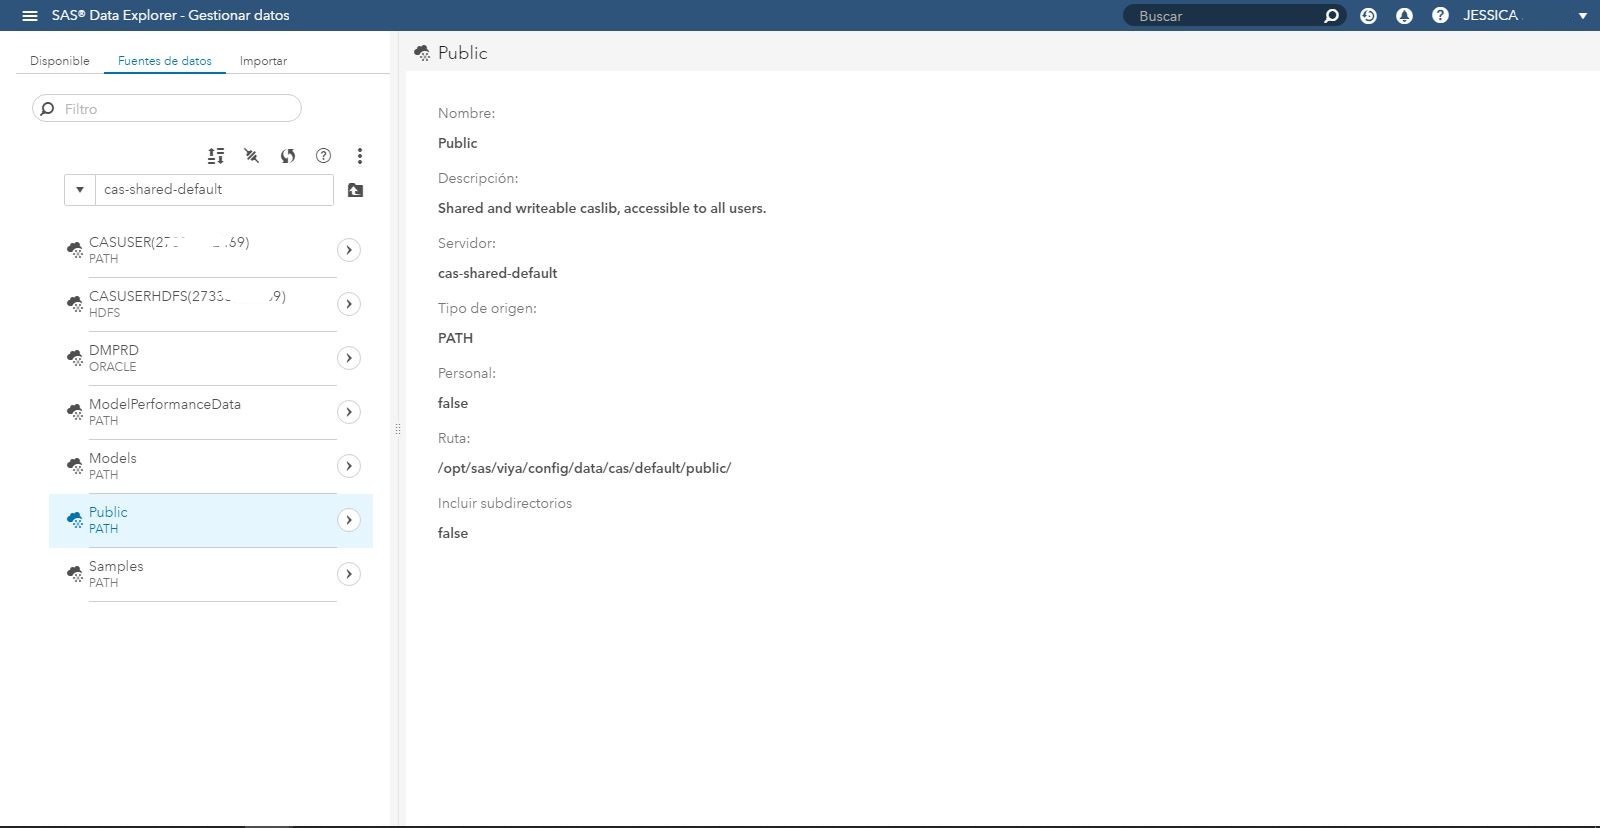 SAS® Data Explorer - Gestionar datos
Buscar
JESSICA
Disponible Fuentes de datos Importar
Filtro
cas-shared-default
CASUSER(27 69)
PATH
CASUSERHDFS(2733 9)
HDFS
DMPRD
ORACLE
ModelPerformanceData
PATH
Models
PATH
Public
PATH
Samples
PATH
Public
Nombre:
Public
Descripción:
Shared and writeable caslib, accessible to all users.
Servidor:
cas-shared-default
Tipo de origen:
PATH
Personal:
false
Ruta:
/opt/sas/viya/config/data/cas/default/public/
Incluir subdirectorios
false